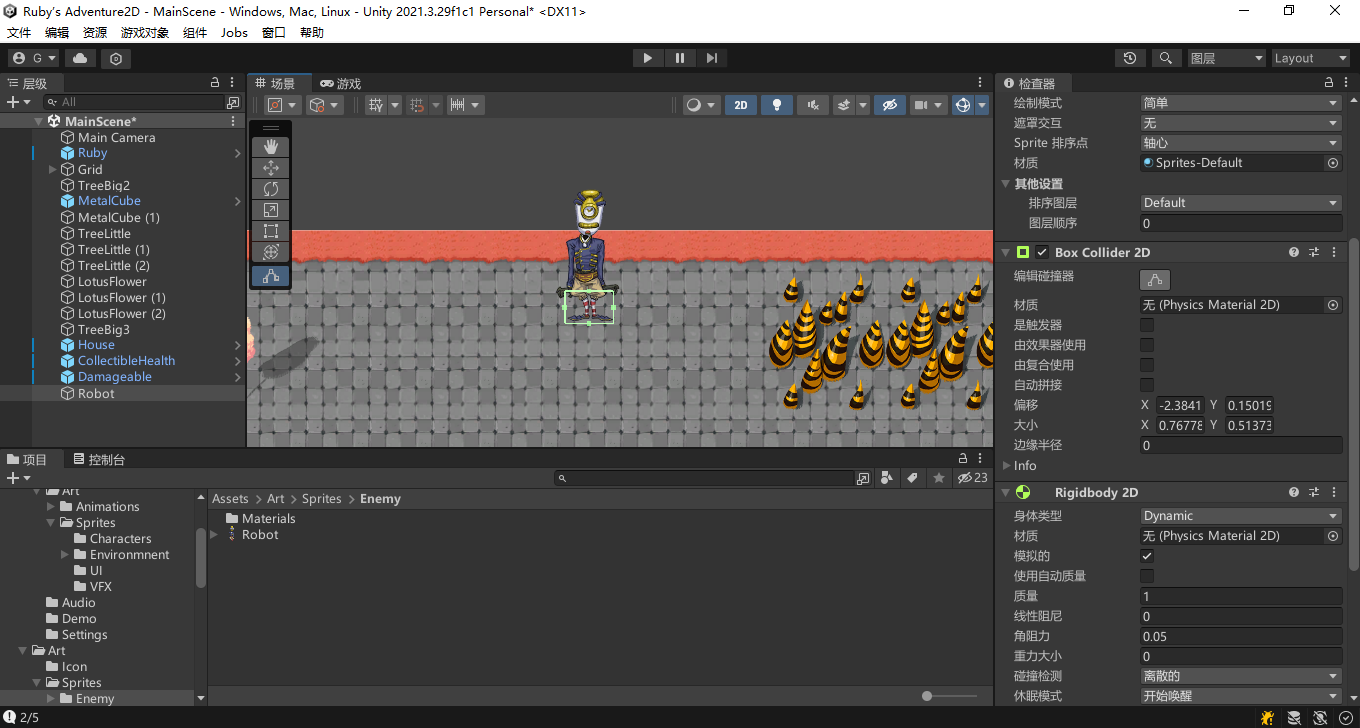 Ruby's Adventure2D - MainScene - Windows, Mac, Linux - Unity 2021.3.29f1c1 Personal* <DX11>
文件 编辑 资源 游戏对象 组件 Jobs 窗口 帮助
G 图层 Layout
层级
All
MainScene*
Main Camera
Ruby
Grid
TreeBig2
MetalCube
MetalCube (1)
TreeLittle
TreeLittle (1)
TreeLittle (2)
LotusFlower
LotusFlower (1)
LotusFlower (2)
TreeBig3
House
CollectibleHealth
Damageable
Robot
场景 游戏
2D
检查器
绘制模式 简单
遮罩交互 无
Sprite 排序点 轴心
材质 Sprites-Default
其他设置
排序图层 Default
图层顺序 0
Box Collider 2D
编辑碰撞器
材质 无 (Physics Material 2D)
是触发器
由效果器使用
由复合使用
自动拼接
偏移 X -2.3841 Y 0.15019
大小 X 0.76778 Y 0.51373
边缘半径 0
Info
Rigidbody 2D
身体类型 Dynamic
材质 无 (Physics Material 2D)
模拟的
使用自动质量
质量 1
线性阻尼 0
角阻力 0.05
重力大小 0
碰撞检测 离散的
休眠模式 开始唤醒
项目 控制台
23
Art
Animations
Sprites
Characters
Environmnent
UI
VFX
Audio
Demo
Settings
Art
Icon
Sprites
Enemy
Assets > Art > Sprites > Enemy
Materials
Robot
2/5